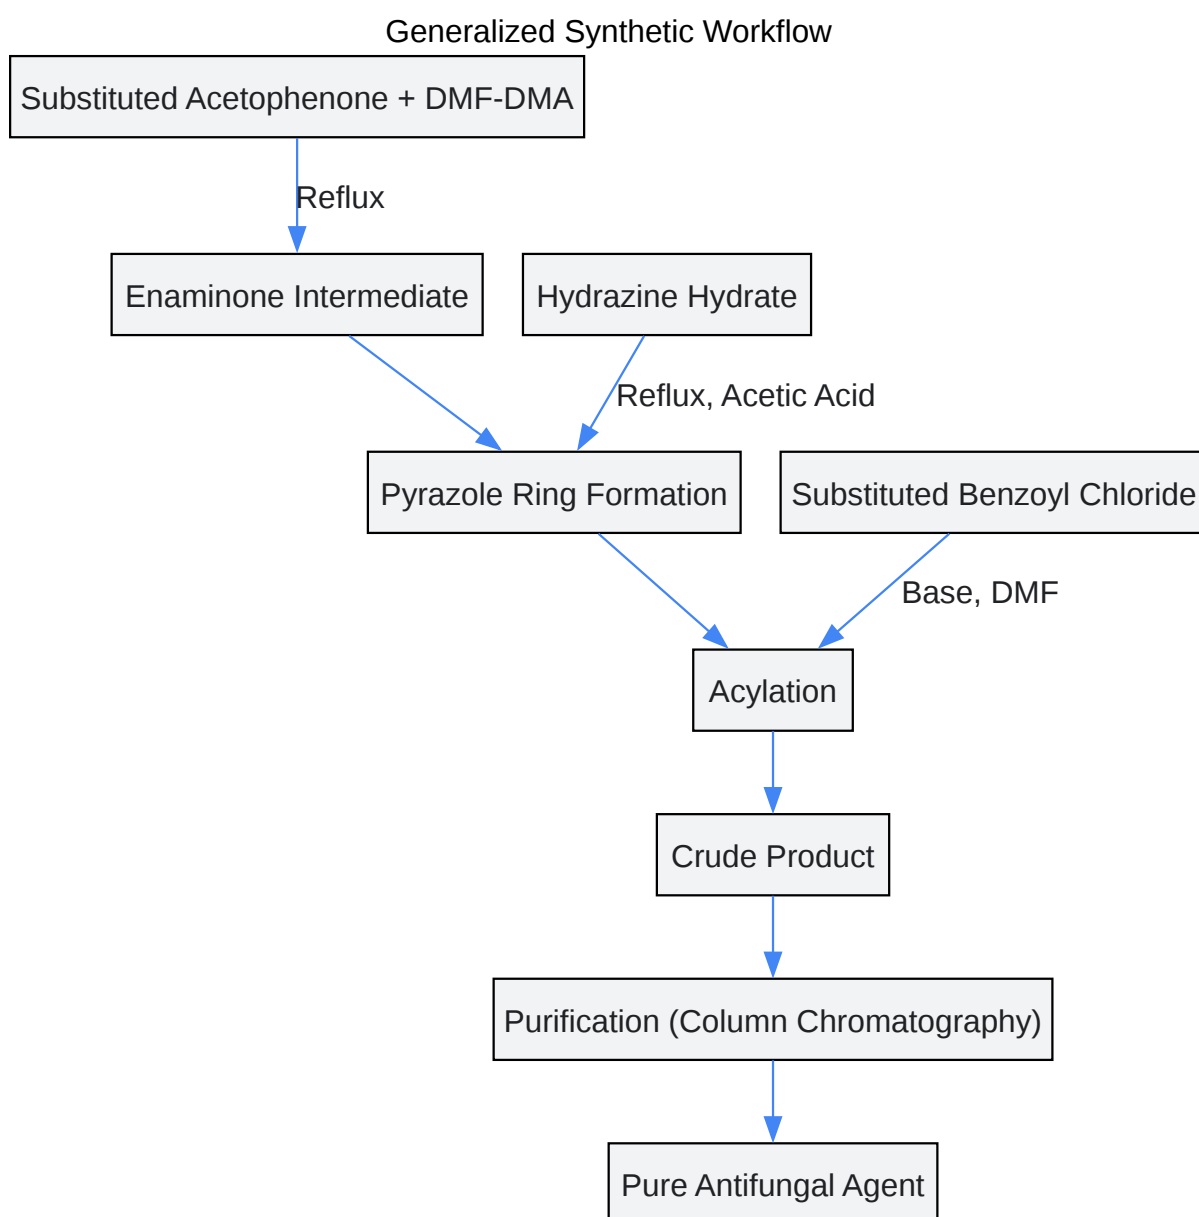 Generalized Synthetic Workflow
Substituted Acetophenone + DMF-DMA
Reflux
Enaminone Intermediate
Hydrazine Hydrate
Reflux, Acetic Acid
Pyrazole Ring Formation
Substituted Benzoyl Chloride
Base, DMF
Acylation
Crude Product
Purification (Column Chromatography)
Pure Antifungal Agent